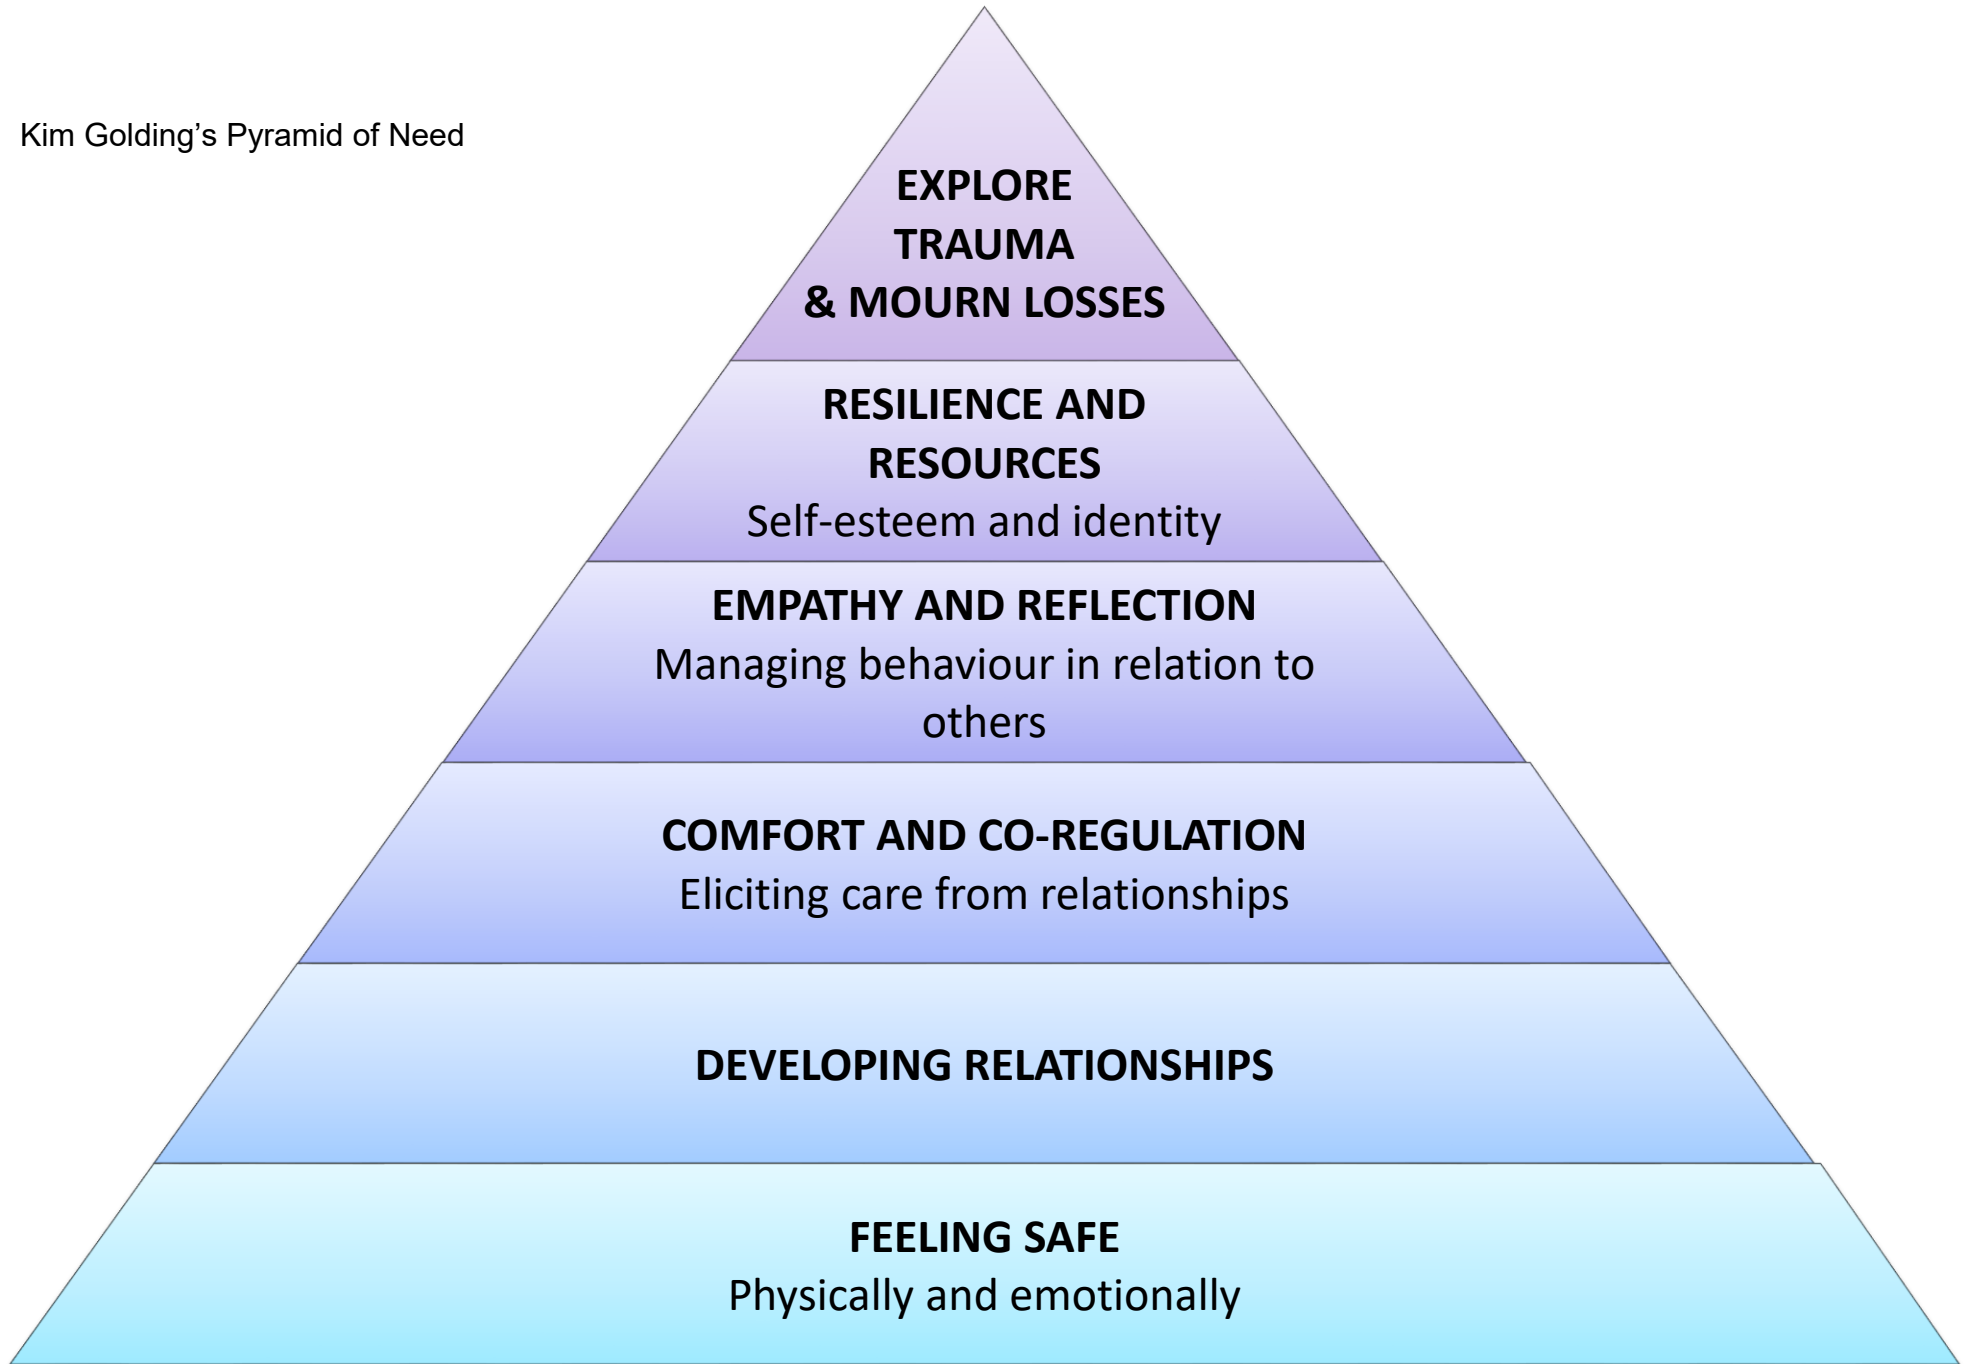 Kim Golding’s Pyramid of Need
EXPLORE
TRAUMA
& MOURN LOSSES
RESILIENCE AND
RESOURCES
Self-esteem and identity
EMPATHY AND REFLECTION
Managing behaviour in relation to
others
COMFORT AND CO-REGULATION
Eliciting care from relationships
DEVELOPING RELATIONSHIPS
FEELING SAFE
Physically and emotionally